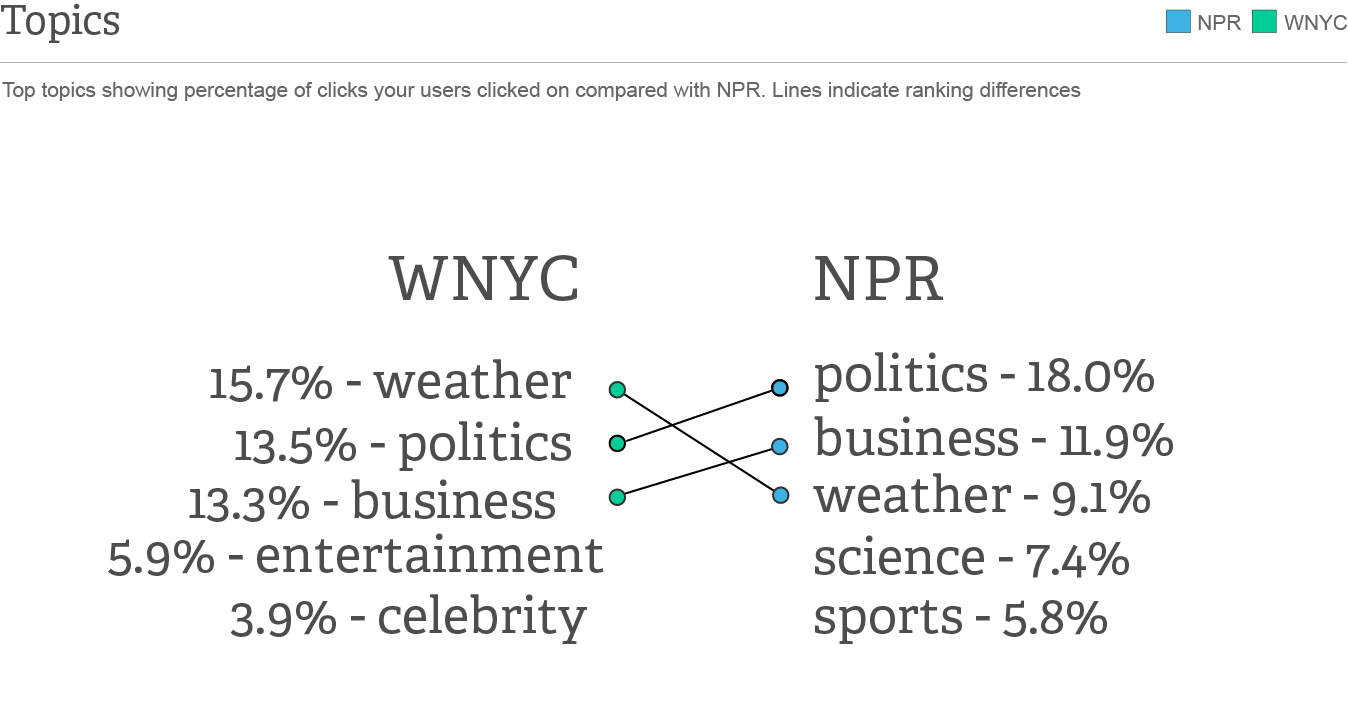 Topics
NPR WNYC
Top topics showing percentage of clicks your users clicked on compared with NPR. Lines indicate ranking differences
WNYC
15.7% - weather
13.5% - politics
13.3% - business
5.9% - entertainment
3.9% - celebrity
NPR
politics - 18.0%
business - 11.9%
weather - 9.1%
science - 7.4%
sports - 5.8%